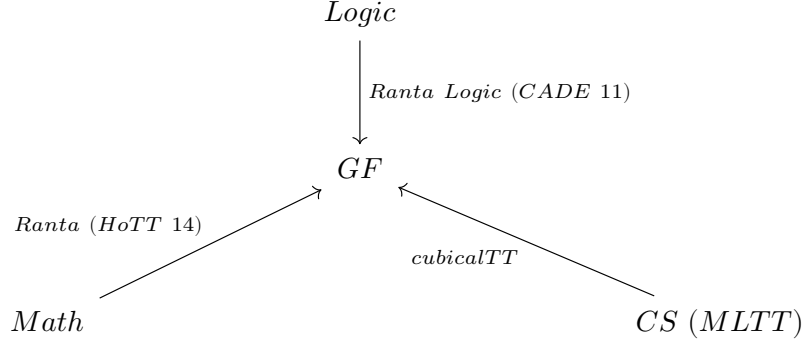 Logic
Ranta Logic (CADE 11)
GF
Ranta (HoTT 14)
cubicalTT
Math
CS (MLTT)